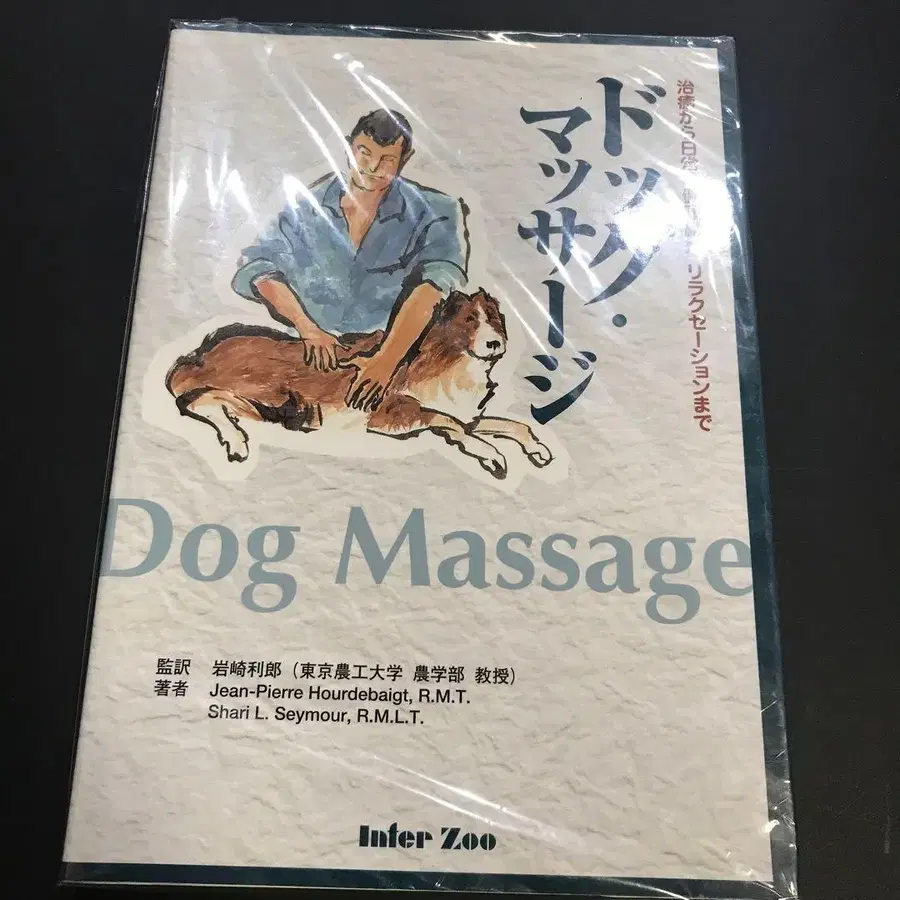 治療から日常
リラクセーションまで
ドッグ・
マッサージ
Dog Massage
監訳 岩崎利郎（東京農工大学 農学部 教授）
著者 Jean-Pierre Hourdebaigt, R.M.T.
Shari L. Seymour, R.M.L.T.
Inter Zoo